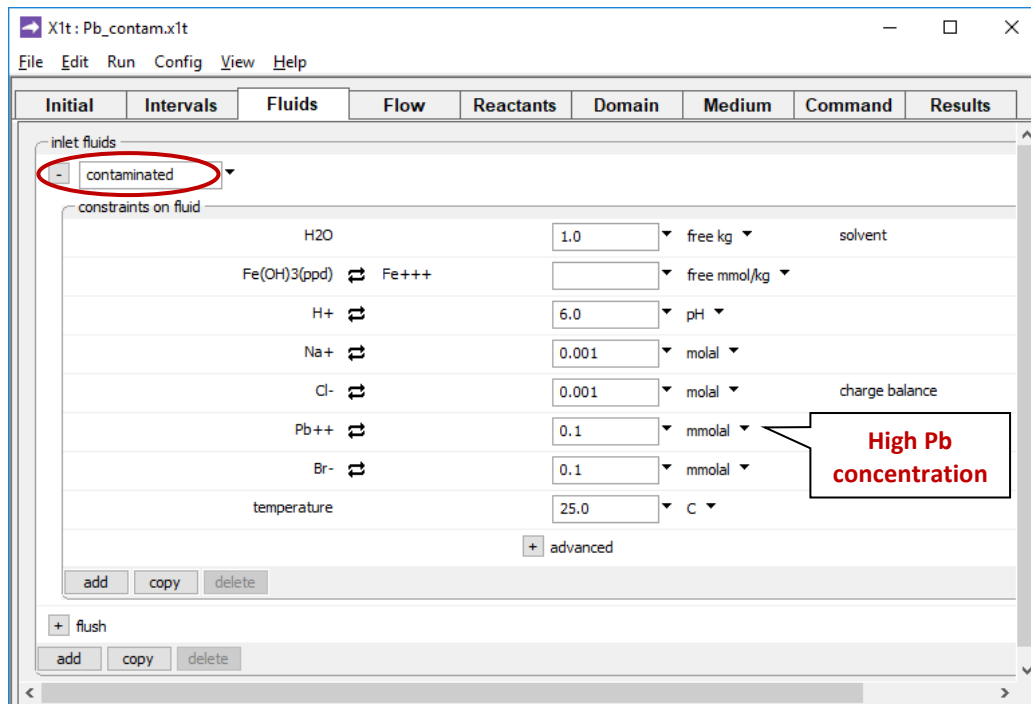 X1t : Pb_contam.x1t
File Edit Run Config View Help
Initial Intervals Fluids Flow Reactants Domain Medium Command Results
inlet fluids
- contaminated
constraints on fluid
H2O 1.0 free kg solvent
Fe(OH)3(ppd) Fe+++ free mmol/kg
H+ 6.0 pH
Na+ 0.001 molal
Cl- 0.001 molal charge balance
Pb++ 0.1 mmolal
High Pb
concentration
Br- 0.1 mmolal
temperature 25.0 C
+ advanced
add copy delete
+ flush
add copy delete